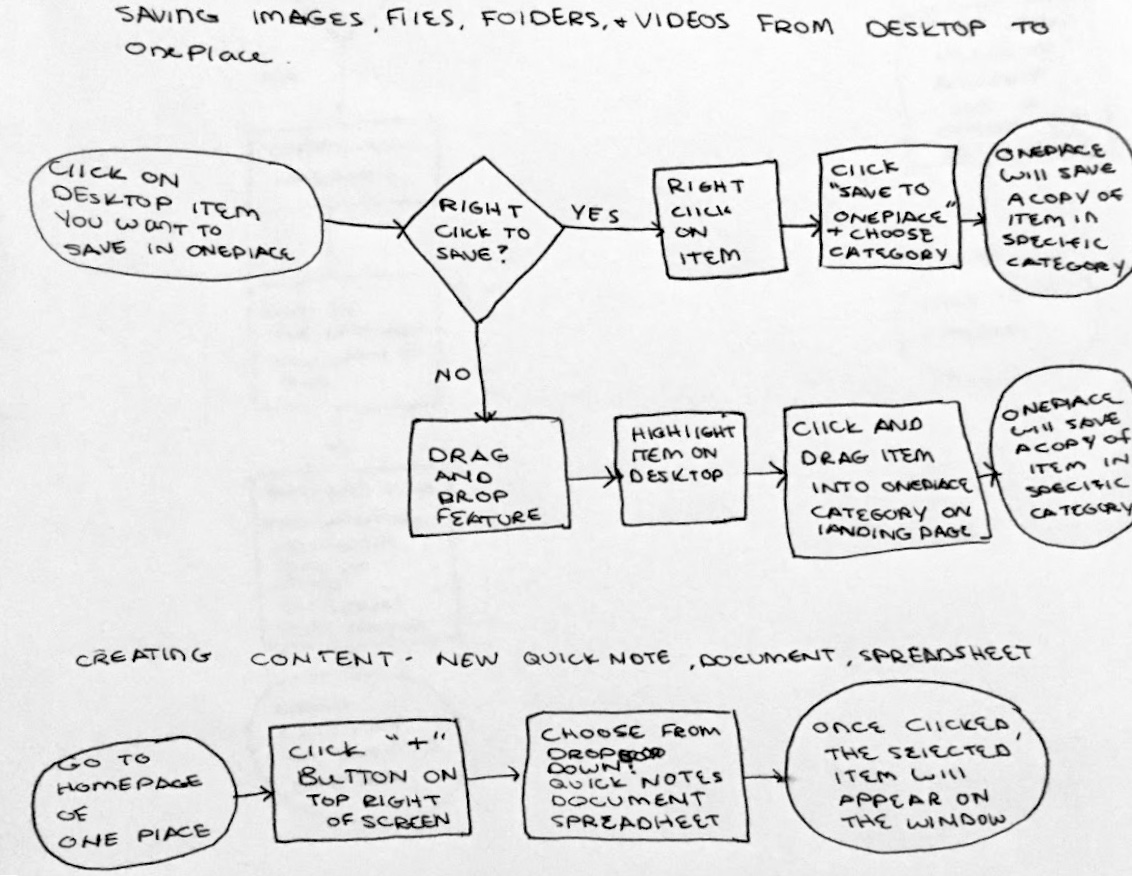 SAVING IMAGES, FILES, FOLDERS, + VIDEOS FROM DESKTOP TO
OnePlace.
CLICK ON
DESKTOP ITEM
YOU WANT TO
SAVE IN ONEPLACE
RIGHT
CLICK TO
SAVE?
YES
RIGHT
CLICK
ON
ITEM
CLICK
"SAVE TO
ONEPLACE"
+ CHOOSE
CATEGORY
ONEPLACE
WILL SAVE
A COPY OF
ITEM IN
SPECIFIC
CATEGORY
NO
DRAG
AND
DROP
FEATURE
HIGHLIGHT
ITEM ON
DESKTOP
CLICK AND
DRAG ITEM
INTO ONEPLACE
CATEGORY ON
LANDING PAGE
ONEPLACE
WILL SAVE
A COPY OF
ITEM IN
SPECIFIC
CATEGORY
CREATING CONTENT - NEW QUICK NOTE, DOCUMENT, SPREADSHEET
GO TO
HOMEPAGE
OF
ONE PLACE
CLICK "+"
BUTTON ON
TOP RIGHT
OF SCREEN
CHOOSE FROM
DROP
DOWN:
QUICK NOTES
DOCUMENT
SPREADHEET
ONCE CLICKED,
THE SELECTED
ITEM WILL
APPEAR ON
THE WINDOW